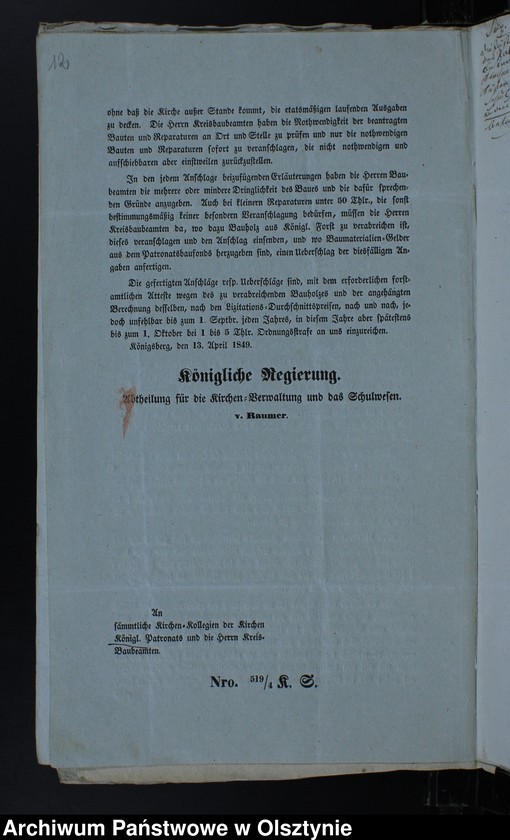 120
ohne daß die Kirche außer Stande kommt, die etatsmäßigen laufenden Ausgaben
zu decken. Die Herrn Kreisbaubeamten haben die Nothwendigkeit der beantragten
Bauten und Reparaturen an Ort und Stelle zu prüfen und nur die nothwendigen
Bauten und Reparaturen sofort zu veranschlagen, die nicht nothwendigen und
aufschiebbaren aber einstweilen zurückzustellen.
In den jedem Anschlage beizufügenden Erläuterungen haben die Herren Bau-
beamten die mehrere oder mindere Dringlichkeit des Baues und die dafür sprechen-
den Gründe anzugeben. Auch bei kleinern Reparaturen unter 50 Thlr., die sonst
bestimmungsmäßig keiner besondern Veranschlagung bedürfen, müssen die Herren
Kreisbaubeamten da, wo dazu Bauholz aus Königl. Forst zu verabreichen ist,
dieses veranschlagen und den Anschlag einsenden, und wo Baumaterialien-Gelder
aus dem Patronatsbaufonds herzugeben sind, einen Ueberschlag der diesfälligen An-
gaben anfertigen.
Die gefertigten Anschläge resp. Ueberschläge sind, mit dem erforderlichen forst-
amtlichen Atteste wegen des zu verabreichenden Bauholzes und der angehängten
Berechnung desselben, nach den Lizitations-Durchschnittspreisen, nach und nach, je-
doch unfehlbar bis zum 1. Septbr. jeden Jahres, in diesem Jahre aber spätestens
bis zum 1. Oktober bei 1 bis 5 Thlr. Ordnungsstrafe an uns einzureichen.
Königsberg, den 13. April 1849.
Königliche Regierung.
Abtheilung für die Kirchen-Verwaltung und das Schulwesen.
v. Raumer.
An
sämmtliche Kirchen-Kollegien der Kirchen
Königl. Patronats und die Herrn Kreis-
Baubeamten.
Nro. 519/4 K. S.
Archiwum Państwowe w Olsztynie